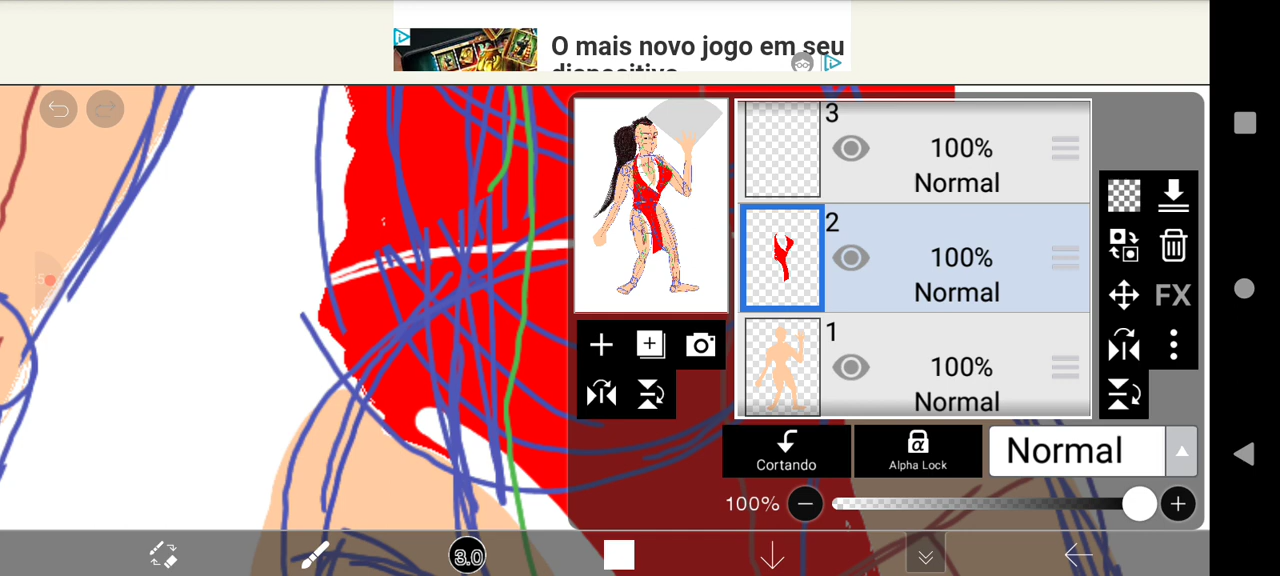 O mais novo jogo em seu
dispositivo
3
100%
Normal
2
100%
Normal
1
100%
Normal
FX
Cortando
α
Alpha Lock
Normal
100%
3.0